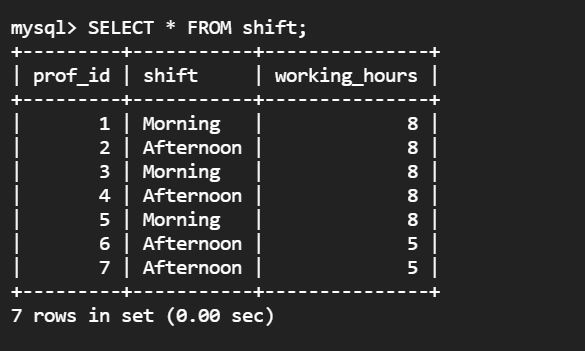 mysql> SELECT * FROM shift;
+---------+-----------+---------------+
| prof_id | shift     | working_hours |
+---------+-----------+---------------+
|       1 | Morning   |             8 |
|       2 | Afternoon |             8 |
|       3 | Morning   |             8 |
|       4 | Afternoon |             8 |
|       5 | Morning   |             8 |
|       6 | Afternoon |             5 |
|       7 | Afternoon |             5 |
+---------+-----------+---------------+
7 rows in set (0.00 sec)